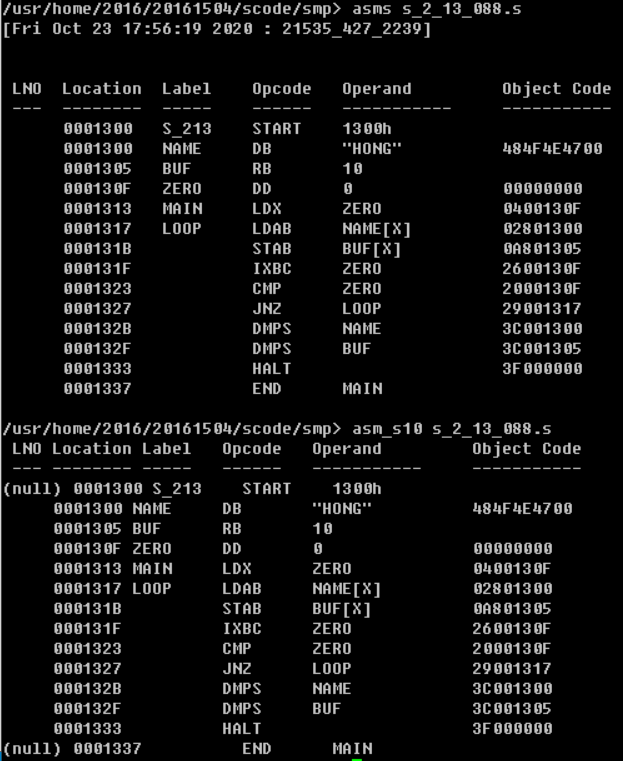 /usr/home/2016/20161504/scode/smp> asms s_2_13_088.s
[Fri Oct 23 17:56:19 2020 : 21535_427_2239]
LNO  Location  Label    Opcode   Operand          Object Code
---  --------  -----    ------   -----------      -----------
     0001300   S_213    START    1300h
     0001300   NAME     DB       "HONG"           484F4E4700
     0001305   BUF      RB       10
     000130F   ZERO     DD       0                00000000
     0001313   MAIN     LDX      ZERO             0400130F
     0001317   LOOP     LDAB     NAME[X]          02801300
     000131B            STAB     BUF[X]           0A801305
     000131F            IXBC     ZERO             2600130F
     0001323            CMP      ZERO             2000130F
     0001327            JNZ      LOOP             29001317
     000132B            DMPS     NAME             3C001300
     000132F            DMPS     BUF              3C001305
     0001333            HALT                      3F000000
     0001337            END      MAIN
/usr/home/2016/20161504/scode/smp> asm_s10 s_2_13_088.s
 LNO Location Label   Opcode   Operand         Object Code
 --- -------- -----   ------   -----------     -----------
(null) 0001300 S_213    START    1300h
     0001300 NAME     DB       "HONG"          484F4E4700
     0001305 BUF      RB       10
     000130F ZERO     DD       0               00000000
     0001313 MAIN     LDX      ZERO            0400130F
     0001317 LOOP     LDAB     NAME[X]         02801300
     000131B          STAB     BUF[X]          0A801305
     000131F          IXBC     ZERO            2600130F
     0001323          CMP      ZERO            2000130F
     0001327          JNZ      LOOP            29001317
     000132B          DMPS     NAME            3C001300
     000132F          DMPS     BUF             3C001305
     0001333          HALT                     3F000000
(null) 0001337          END      MAIN